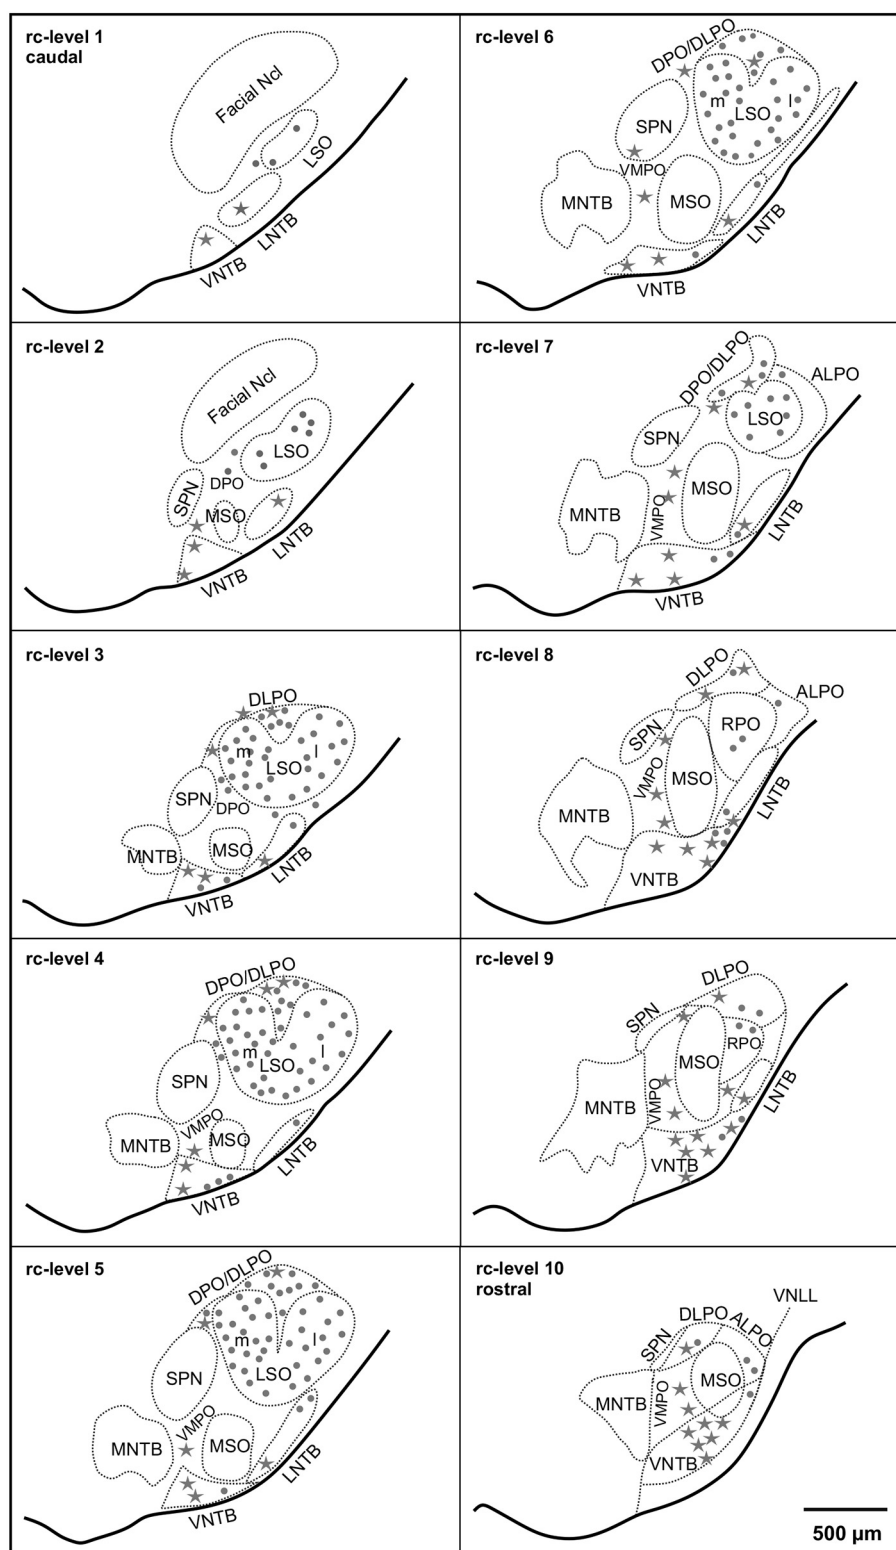 rc-level 1
caudal
Facial Ncl
LSO
LNTB
VNTB
rc-level 2
Facial Ncl
LSO
DPO
SPN
MSO
LNTB
VNTB
rc-level 3
DLPO
m
l
LSO
SPN
DPO
MNTB
MSO
LNTB
VNTB
rc-level 4
DPO/DLPO
m
l
LSO
SPN
VMPO
MNTB
MSO
LNTB
VNTB
rc-level 5
DPO/DLPO
m
l
LSO
SPN
VMPO
MNTB
MSO
LNTB
VNTB
rc-level 6
DPO/DLPO
m
l
LSO
SPN
VMPO
MNTB
MSO
LNTB
VNTB
rc-level 7
DPO/DLPO
ALPO
LSO
SPN
MSO
MNTB
VMPO
LNTB
VNTB
rc-level 8
DLPO
ALPO
RPO
SPN
VMPO
MSO
MNTB
LNTB
VNTB
rc-level 9
DLPO
SPN
RPO
MSO
VMPO
MNTB
LNTB
VNTB
rc-level 10
rostral
VNLL
DLPO
ALPO
SPN
MSO
MNTB
VMPO
VNTB
500 µm